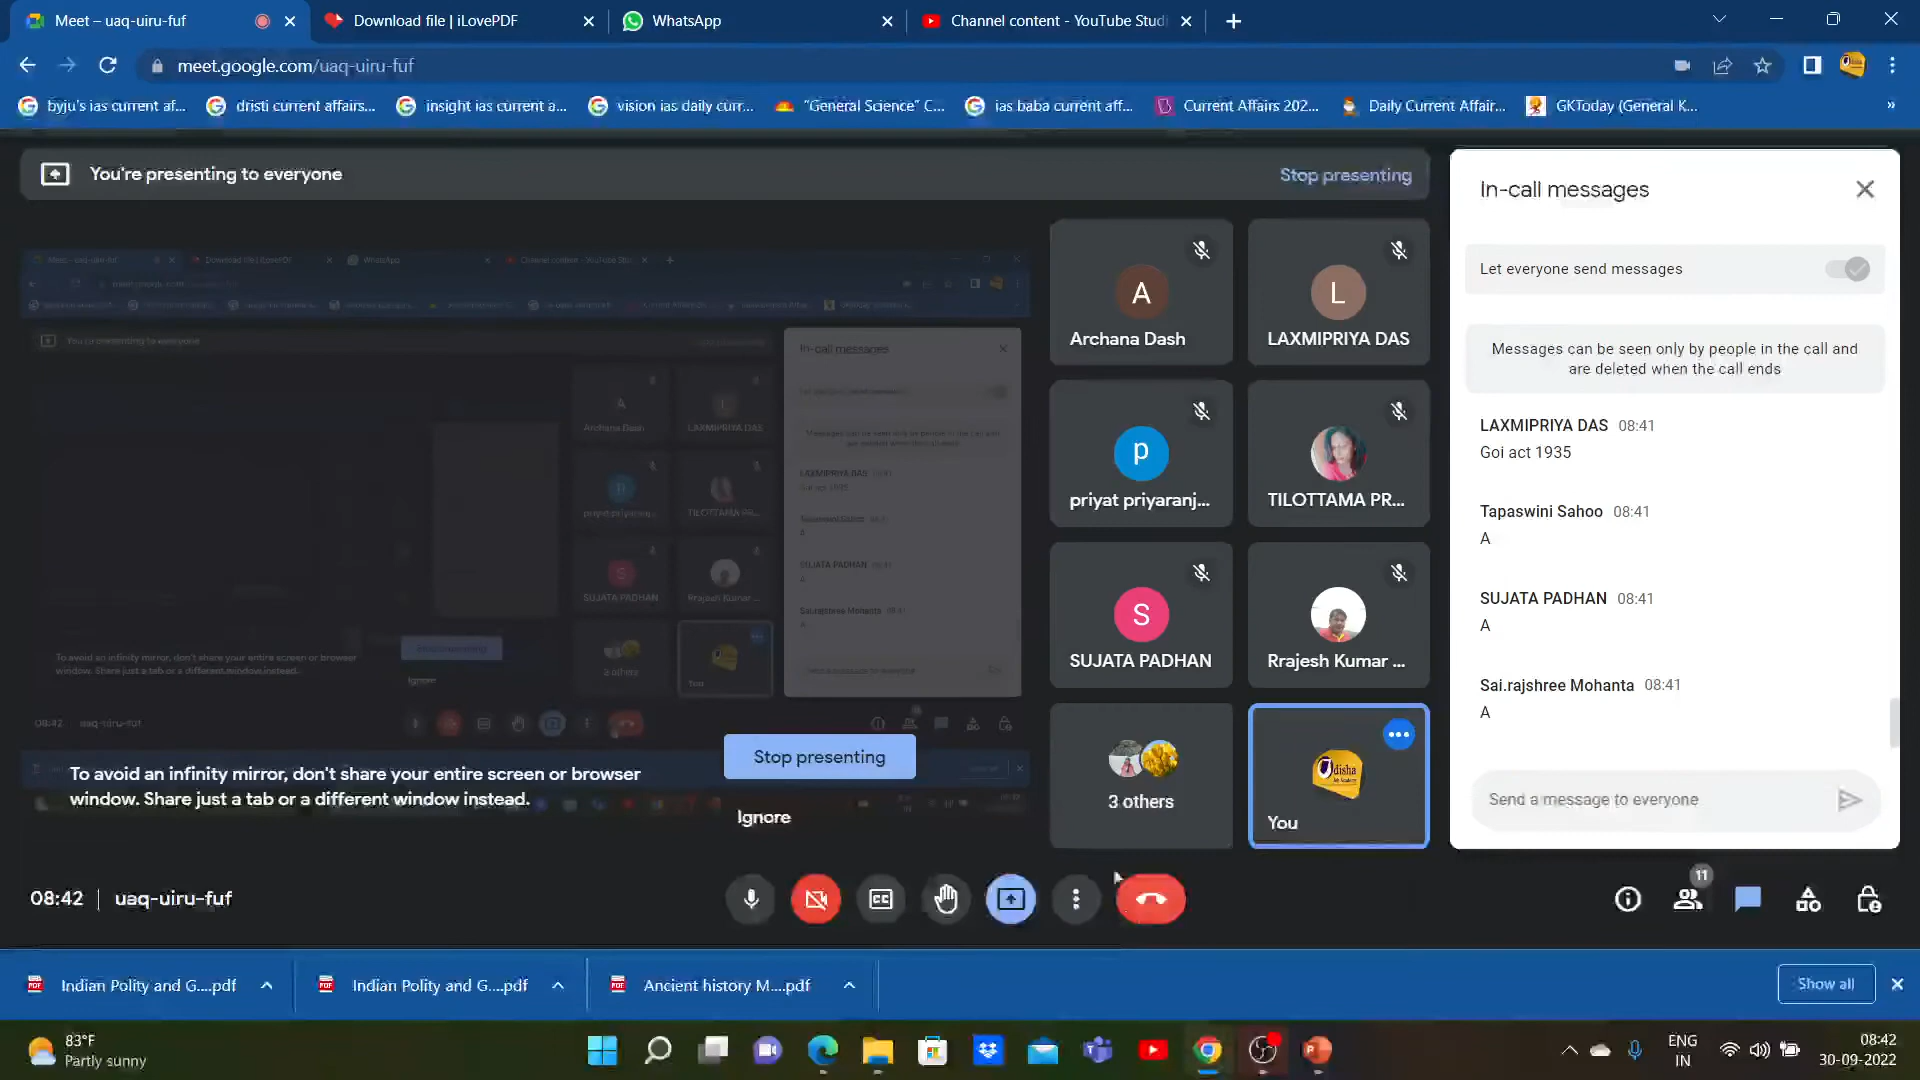 Meet – uaq-uiru-fuf
Download file | iLovePDF
WhatsApp
Channel content - YouTube Studi
meet.google.com/uaq-uiru-fuf
byju's ias current af...
dristi current affairs...
insight ias current a...
vision ias daily curr...
"General Science" C...
ias baba current aff...
Current Affairs 202...
Daily Current Affair...
GKToday (General K...
You're presenting to everyone
Stop presenting
In-call messages
Let everyone send messages
Messages can be seen only by people in the call and
are deleted when the call ends
LAXMIPRIYA DAS 08:41
Goi act 1935
Tapaswini Sahoo 08:41
A
SUJATA PADHAN 08:41
A
Sai.rajshree Mohanta 08:41
A
Send a message to everyone
A
Archana Dash
L
LAXMIPRIYA DAS
p
priyat priyaranj...
TILOTTAMA PR...
S
SUJATA PADHAN
Rrajesh Kumar ...
3 others
You
To avoid an infinity mirror, don't share your entire screen or browser
window. Share just a tab or a different window instead.
Stop presenting
Ignore
08:42 | uaq-uiru-fuf
11
Indian Polity and G....pdf
Indian Polity and G....pdf
Ancient history M....pdf
Show all
83°F
Partly sunny
ENG
IN
08:42
30-09-2022